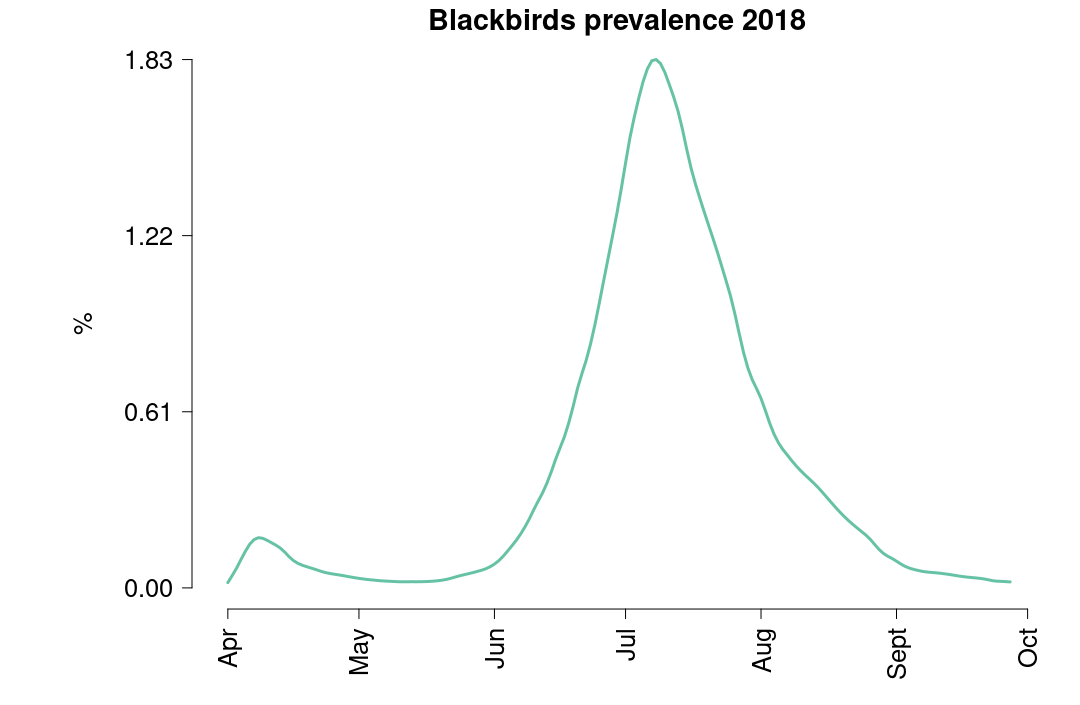 Blackbirds prevalence 2018
1.83
1.22
0.61
0.00
%
Apr
May
Jun
Jul
Aug
Sept
Oct